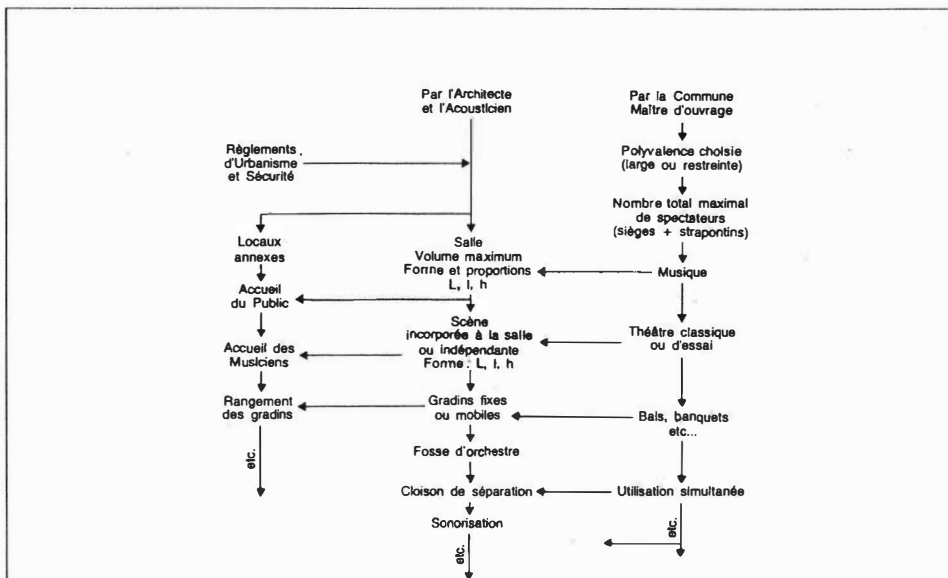 Par l'Architecte
et l'Acousticien
Par la Commune
Maître d'ouvrage
Règlements
d'Urbanisme
et Sécurité
Polyvalence choisie
(large ou restreinte)
Nombre total maximal
de spectateurs
(sièges + strapontins)
Locaux
annexes
Salle
Volume maximum
Forme et proportions
L, l, h
Musique
Accueil
du Public
Scène
incorporée à la salle
ou indépendante
Forme : L, l, h
Théâtre classique
ou d'essai
Accueil des
Musiciens
Rangement
des gradins
Gradins fixes
ou mobiles
Bals, banquets
etc...
etc.
Fosse d'orchestre
Cloison de séparation
Utilisation simultanée
Sonorisation
etc.
etc.